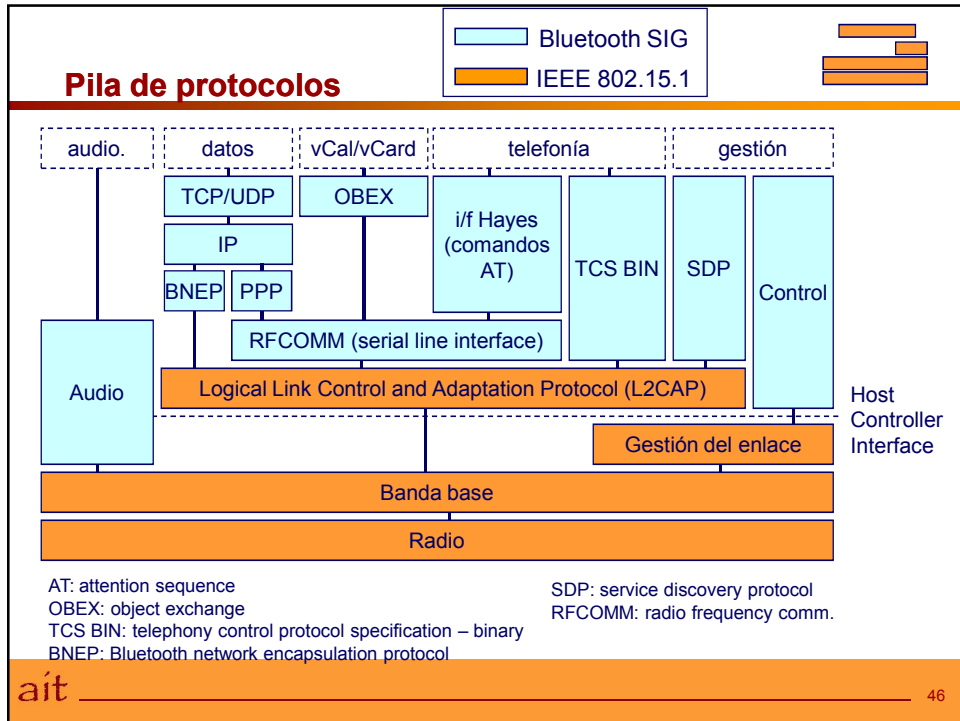 Bluetooth SIG
IEEE 802.15.1
Pila de protocolos
audio.
datos
vCal/vCard
telefonía
gestión
TCP/UDP
OBEX
i/f Hayes
(comandos
AT)
TCS BIN
SDP
Control
IP
BNEP
PPP
RFCOMM (serial line interface)
Audio
Logical Link Control and Adaptation Protocol (L2CAP)
Host
Controller
Interface
Gestión del enlace
Banda base
Radio
AT: attention sequence
OBEX: object exchange
TCS BIN: telephony control protocol specification – binary
BNEP: Bluetooth network encapsulation protocol
SDP: service discovery protocol
RFCOMM: radio frequency comm.
ait
46